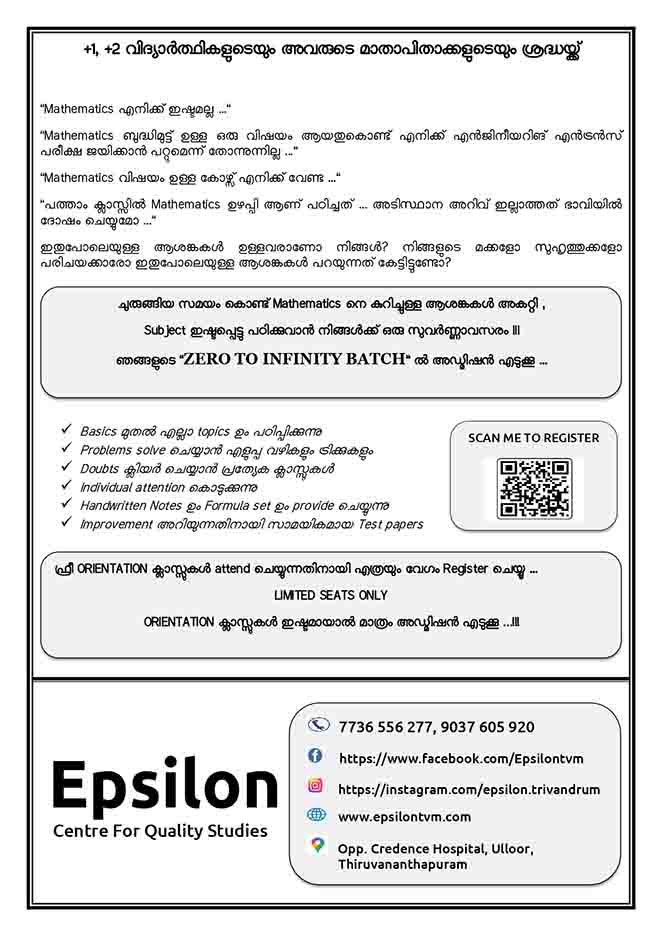 +1, +2 വിദ്യാർത്ഥികളുടെയും അവരുടെ മാതാപിതാക്കളുടെയും ശ്രദ്ധയ്ക്ക്
"Mathematics എനിക്ക് ഇഷ്ടമല്ല ..."
"Mathematics ബുദ്ധിമുട്ട് ഉള്ള ഒരു വിഷയം ആയതുകൊണ്ട് എനിക്ക് എൻജിനീയറിങ് എൻട്രൻസ്
പരീക്ഷ ജയിക്കാൻ പറ്റുമെന്ന് തോന്നുന്നില്ല ..."
"Mathematics വിഷയം ഉള്ള കോഴ്സ് എനിക്ക് വേണ്ട ..."
"പത്താം ക്ലാസ്സിൽ Mathematics ഉഴപ്പി ആണ് പഠിച്ചത് ... അടിസ്ഥാന അറിവ് ഇല്ലാത്തത് ഭാവിയിൽ
ദോഷം ചെയ്യുമോ ..."
ഇതുപോലെയുള്ള ആശങ്കകൾ ഉള്ളവരാണോ നിങ്ങൾ? നിങ്ങളുടെ മക്കളോ സുഹൃത്തുക്കളോ
പരിചയക്കാരോ ഇതുപോലെയുള്ള ആശങ്കകൾ പറയുന്നത് കേട്ടിട്ടുണ്ടോ?
ചുരുങ്ങിയ സമയം കൊണ്ട് Mathematics നെ കുറിച്ചുള്ള ആശങ്കകൾ അകറ്റി ,
Subject ഇഷ്ടപ്പെട്ടു പഠിക്കുവാൻ നിങ്ങൾക്ക് ഒരു സുവർണ്ണാവസരം !!!
ഞങ്ങളുടെ "ZERO TO INFINITY BATCH" ൽ അഡ്മിഷൻ എടുക്കൂ ...
✓ Basics മുതൽ എല്ലാ topics ഉം പഠിപ്പിക്കുന്നു
✓ Problems solve ചെയ്യാൻ എളുപ്പ വഴികളും ട്രിക്കുകളും
✓ Doubts ക്ലിയർ ചെയ്യാൻ പ്രത്യേക ക്ലാസ്സുകൾ
✓ Individual attention കൊടുക്കുന്നു
✓ Handwritten Notes ഉം Formula set ഉം provide ചെയ്യുന്നു
✓ Improvement അറിയുന്നതിനായി സാമയികമായ Test papers
SCAN ME TO REGISTER
ഫ്രീ ORIENTATION ക്ലാസ്സുകൾ attend ചെയ്യുന്നതിനായി എത്രയും വേഗം Register ചെയ്യൂ ...
LIMITED SEATS ONLY
ORIENTATION ക്ലാസ്സുകൾ ഇഷ്ടമായാൽ മാത്രം അഡ്മിഷൻ എടുക്കൂ ...!!!
Epsilon
Centre For Quality Studies
7736 556 277, 9037 605 920
https://www.facebook.com/Epsilontvm
https://instagram.com/epsilon.trivandrum
www.epsilontvm.com
Opp. Credence Hospital, Ulloor,
Thiruvananthapuram